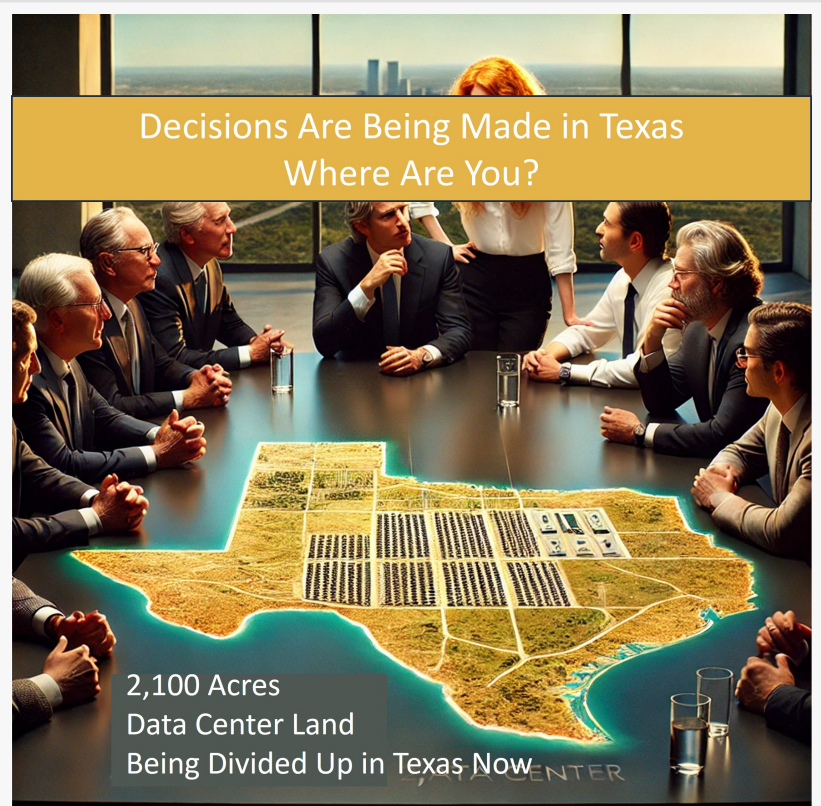 Decisions Are Being Made in Texas
Where Are You?
2,100 Acres
Data Center Land
Being Divided Up in Texas Now
CENTER